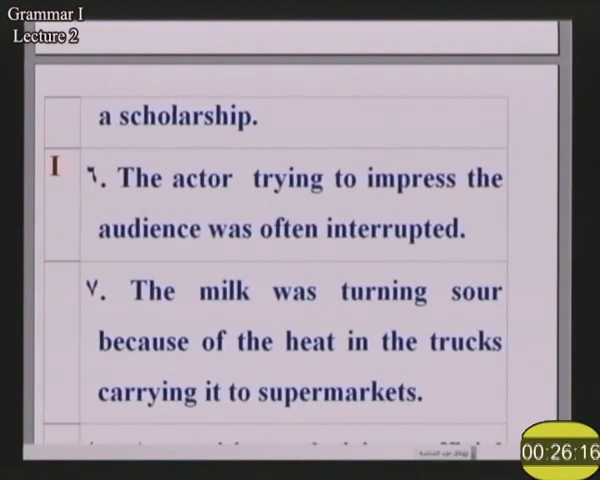 Grammar I
Lecture 2
a scholarship.
I
٦. The actor trying to impress the
audience was often interrupted.
٧. The milk was turning sour
because of the heat in the trucks
carrying it to supermarkets.
00:26:16